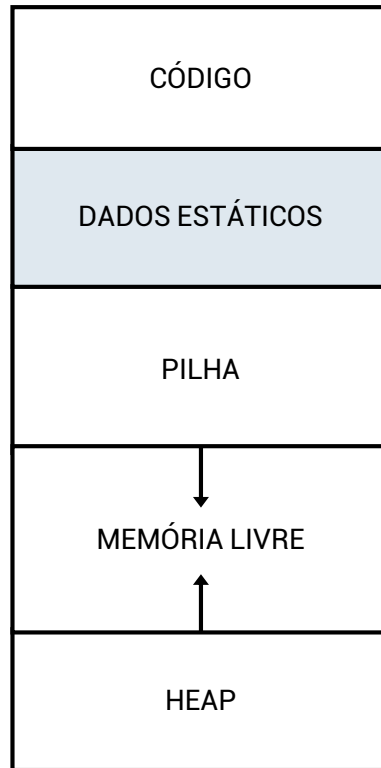 CÓDIGO
DADOS ESTÁTICOS
PILHA
MEMÓRIA LIVRE
HEAP